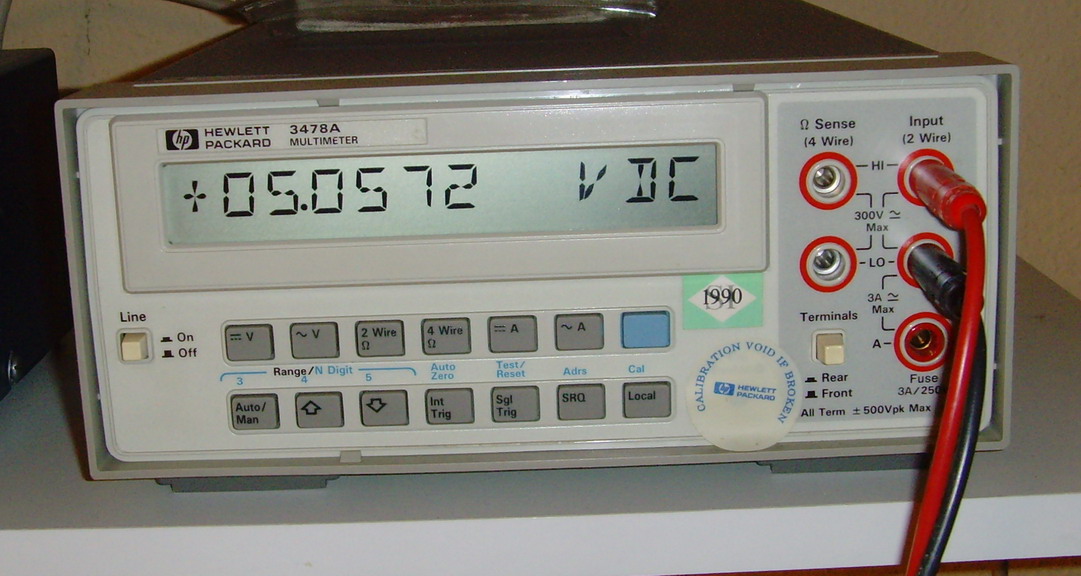 hp HEWLETT PACKARD 3478A MULTIMETER
+05.0572 VDC
Ω Sense (4 Wire)
Input (2 Wire)
HI
300V ≃ Max
LO
3A ≃ Max
A
Fuse
3A/250
Terminals
Rear
Front
All Term ±500Vpk Max
Line
On
Off
⎓ V
~ V
2 Wire Ω
4 Wire Ω
⎓ A
~ A
Range/N Digit
3 4 5
Auto Zero
Test/Reset
Adrs
Cal
Auto/Man
Int Trig
Sgl Trig
SRQ
Local
1990
CALIBRATION VOID IF BROKEN
hp HEWLETT PACKARD